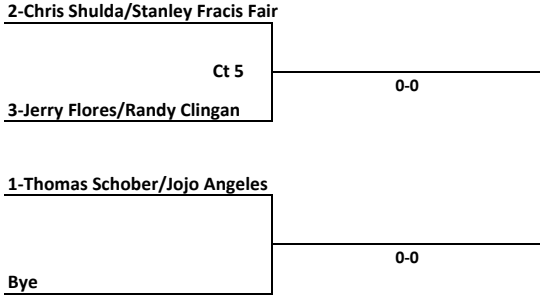 2-Chris Shulda/Stanley Fracis Fair
Ct 5
0-0
3-Jerry Flores/Randy Clingan
1-Thomas Schober/Jojo Angeles
0-0
Bye